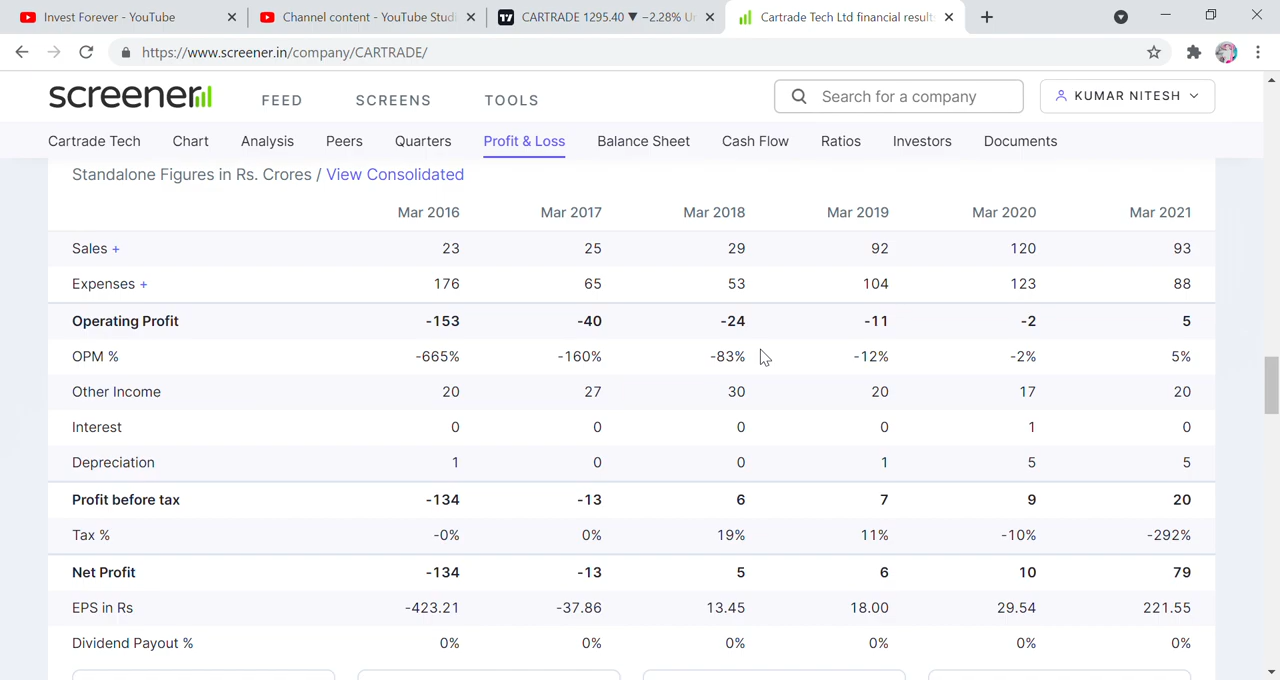 Invest Forever - YouTube
Channel content - YouTube Studi
CARTRADE 1295.40 ▼ −2.28% Ur
Cartrade Tech Ltd financial results
https://www.screener.in/company/CARTRADE/
screener
FEED SCREENS TOOLS
Search for a company
KUMAR NITESH
Cartrade Tech Chart Analysis Peers Quarters Profit & Loss Balance Sheet Cash Flow Ratios Investors Documents
Standalone Figures in Rs. Crores / View Consolidated
Mar 2016 Mar 2017 Mar 2018 Mar 2019 Mar 2020 Mar 2021
Sales + 23 25 29 92 120 93
Expenses + 176 65 53 104 123 88
Operating Profit -153 -40 -24 -11 -2 5
OPM % -665% -160% -83% -12% -2% 5%
Other Income 20 27 30 20 17 20
Interest 0 0 0 0 1 0
Depreciation 1 0 0 1 5 5
Profit before tax -134 -13 6 7 9 20
Tax % -0% 0% 19% 11% -10% -292%
Net Profit -134 -13 5 6 10 79
EPS in Rs -423.21 -37.86 13.45 18.00 29.54 221.55
Dividend Payout % 0% 0% 0% 0% 0% 0%